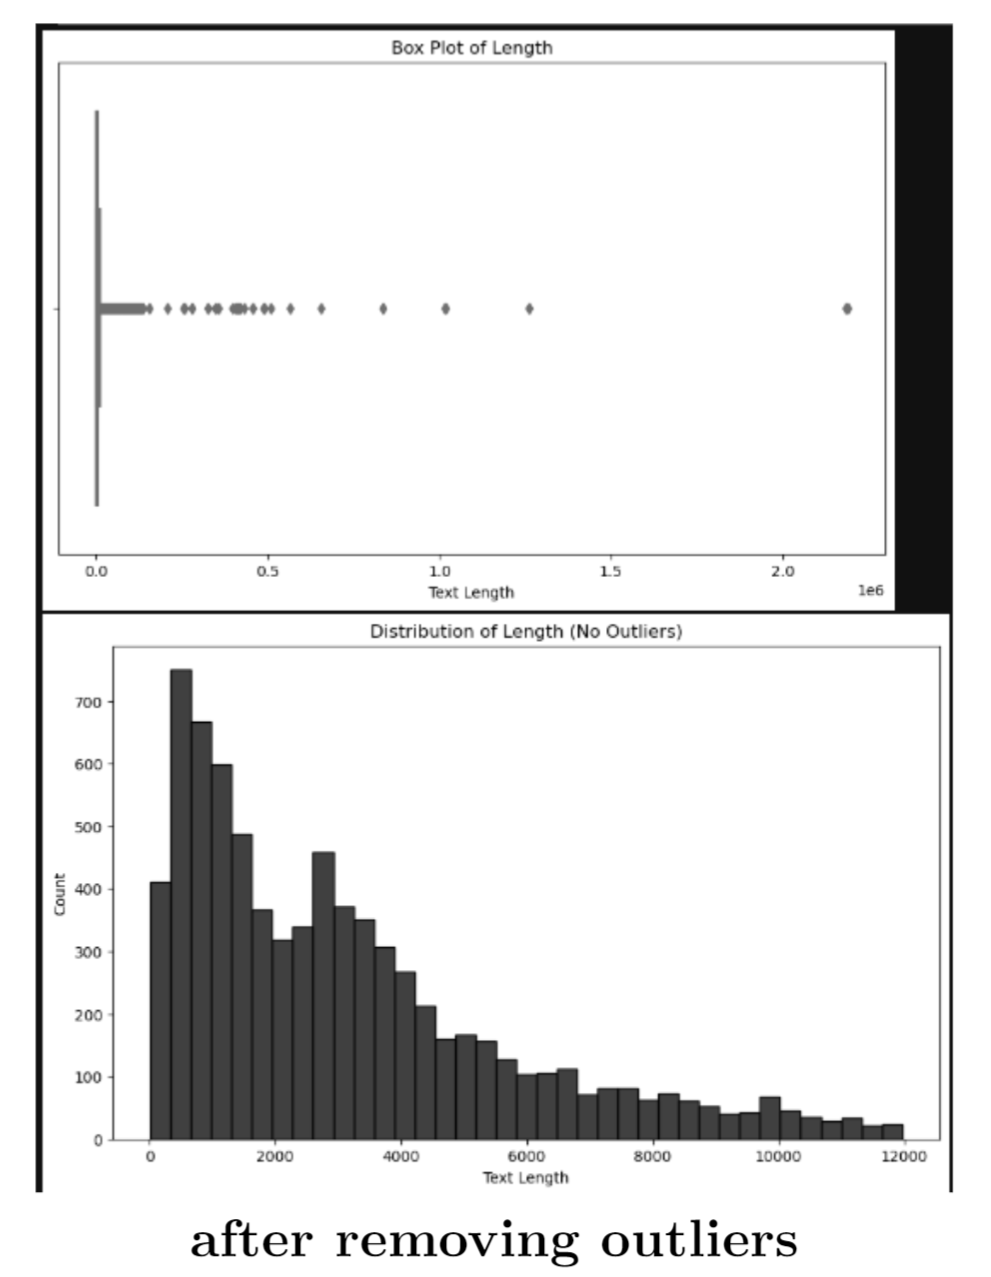 Box Plot of Length
0.0 0.5 1.0 1.5 2.0
1e6
Text Length
Distribution of Length (No Outliers)
700
600
500
400
300
200
100
0
Count
0 2000 4000 6000 8000 10000 12000
Text Length
after removing outliers